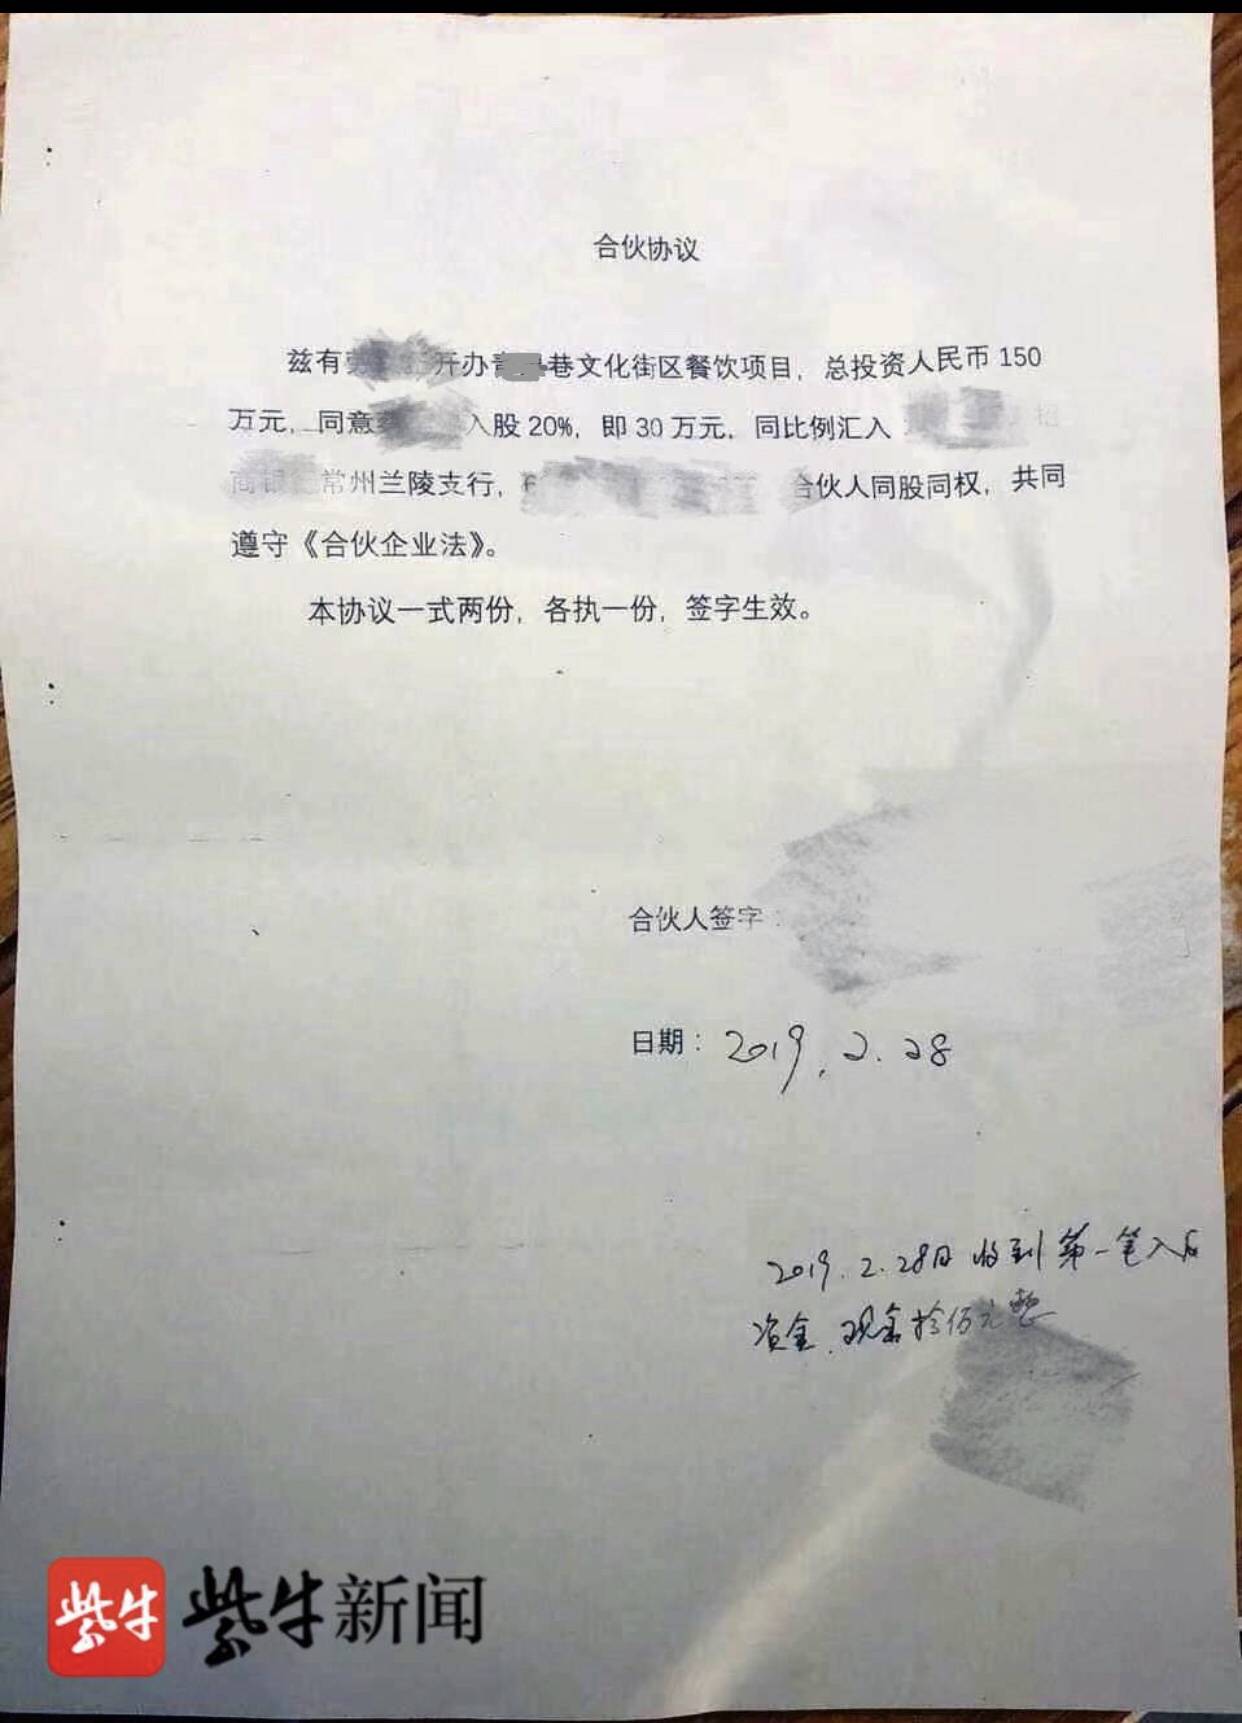 合伙协议
兹有 开办 巷文化街区餐饮项目，总投资人民币 150
万元，同意 入股 20%，即 30 万元，同比例汇入 招
商银 常州兰陵支行， 合伙人同股同权，共同
遵守《合伙企业法》。
本协议一式两份，各执一份，签字生效。
合伙人签字：
日期：2019.2.28
2019.2.28日 收到第一笔入
资金.现金拾 元整
紫牛 紫牛新闻